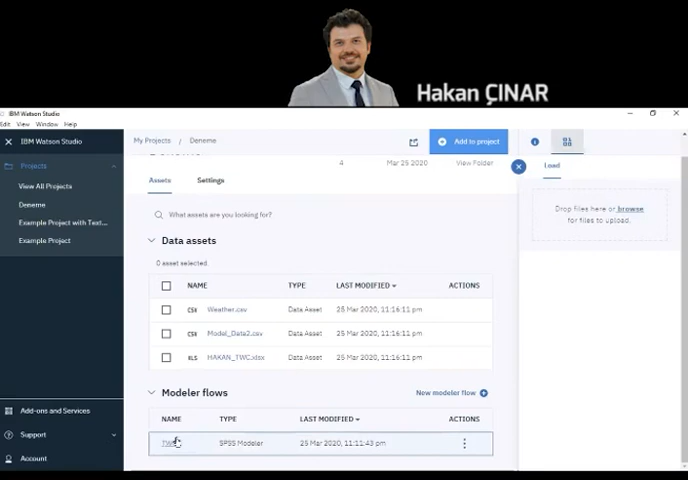 Hakan ÇINAR
IBM Watson Studio
Edit View Window Help
IBM Watson Studio
My Projects / Deneme
Add to project
Projects
4 Mar 25 2020 View Folder
Load
View All Projects
Assets Settings
Deneme
Drop files here or browse
for files to upload.
Example Project with Text...
What assets are you looking for?
Example Project
Data assets
0 asset selected.
NAME TYPE LAST MODIFIED ACTIONS
CSV Weather.csv Data Asset 25 Mar 2020, 11:16:11 pm
CSV Model_Data2.csv Data Asset 25 Mar 2020, 11:16:11 pm
XLS HAKAN_TWC.xlsx Data Asset 25 Mar 2020, 11:16:11 pm
Modeler flows New modeler flow
Add-ons and Services
NAME TYPE LAST MODIFIED ACTIONS
Support
SPSS Modeler 25 Mar 2020, 11:11:43 pm
Account